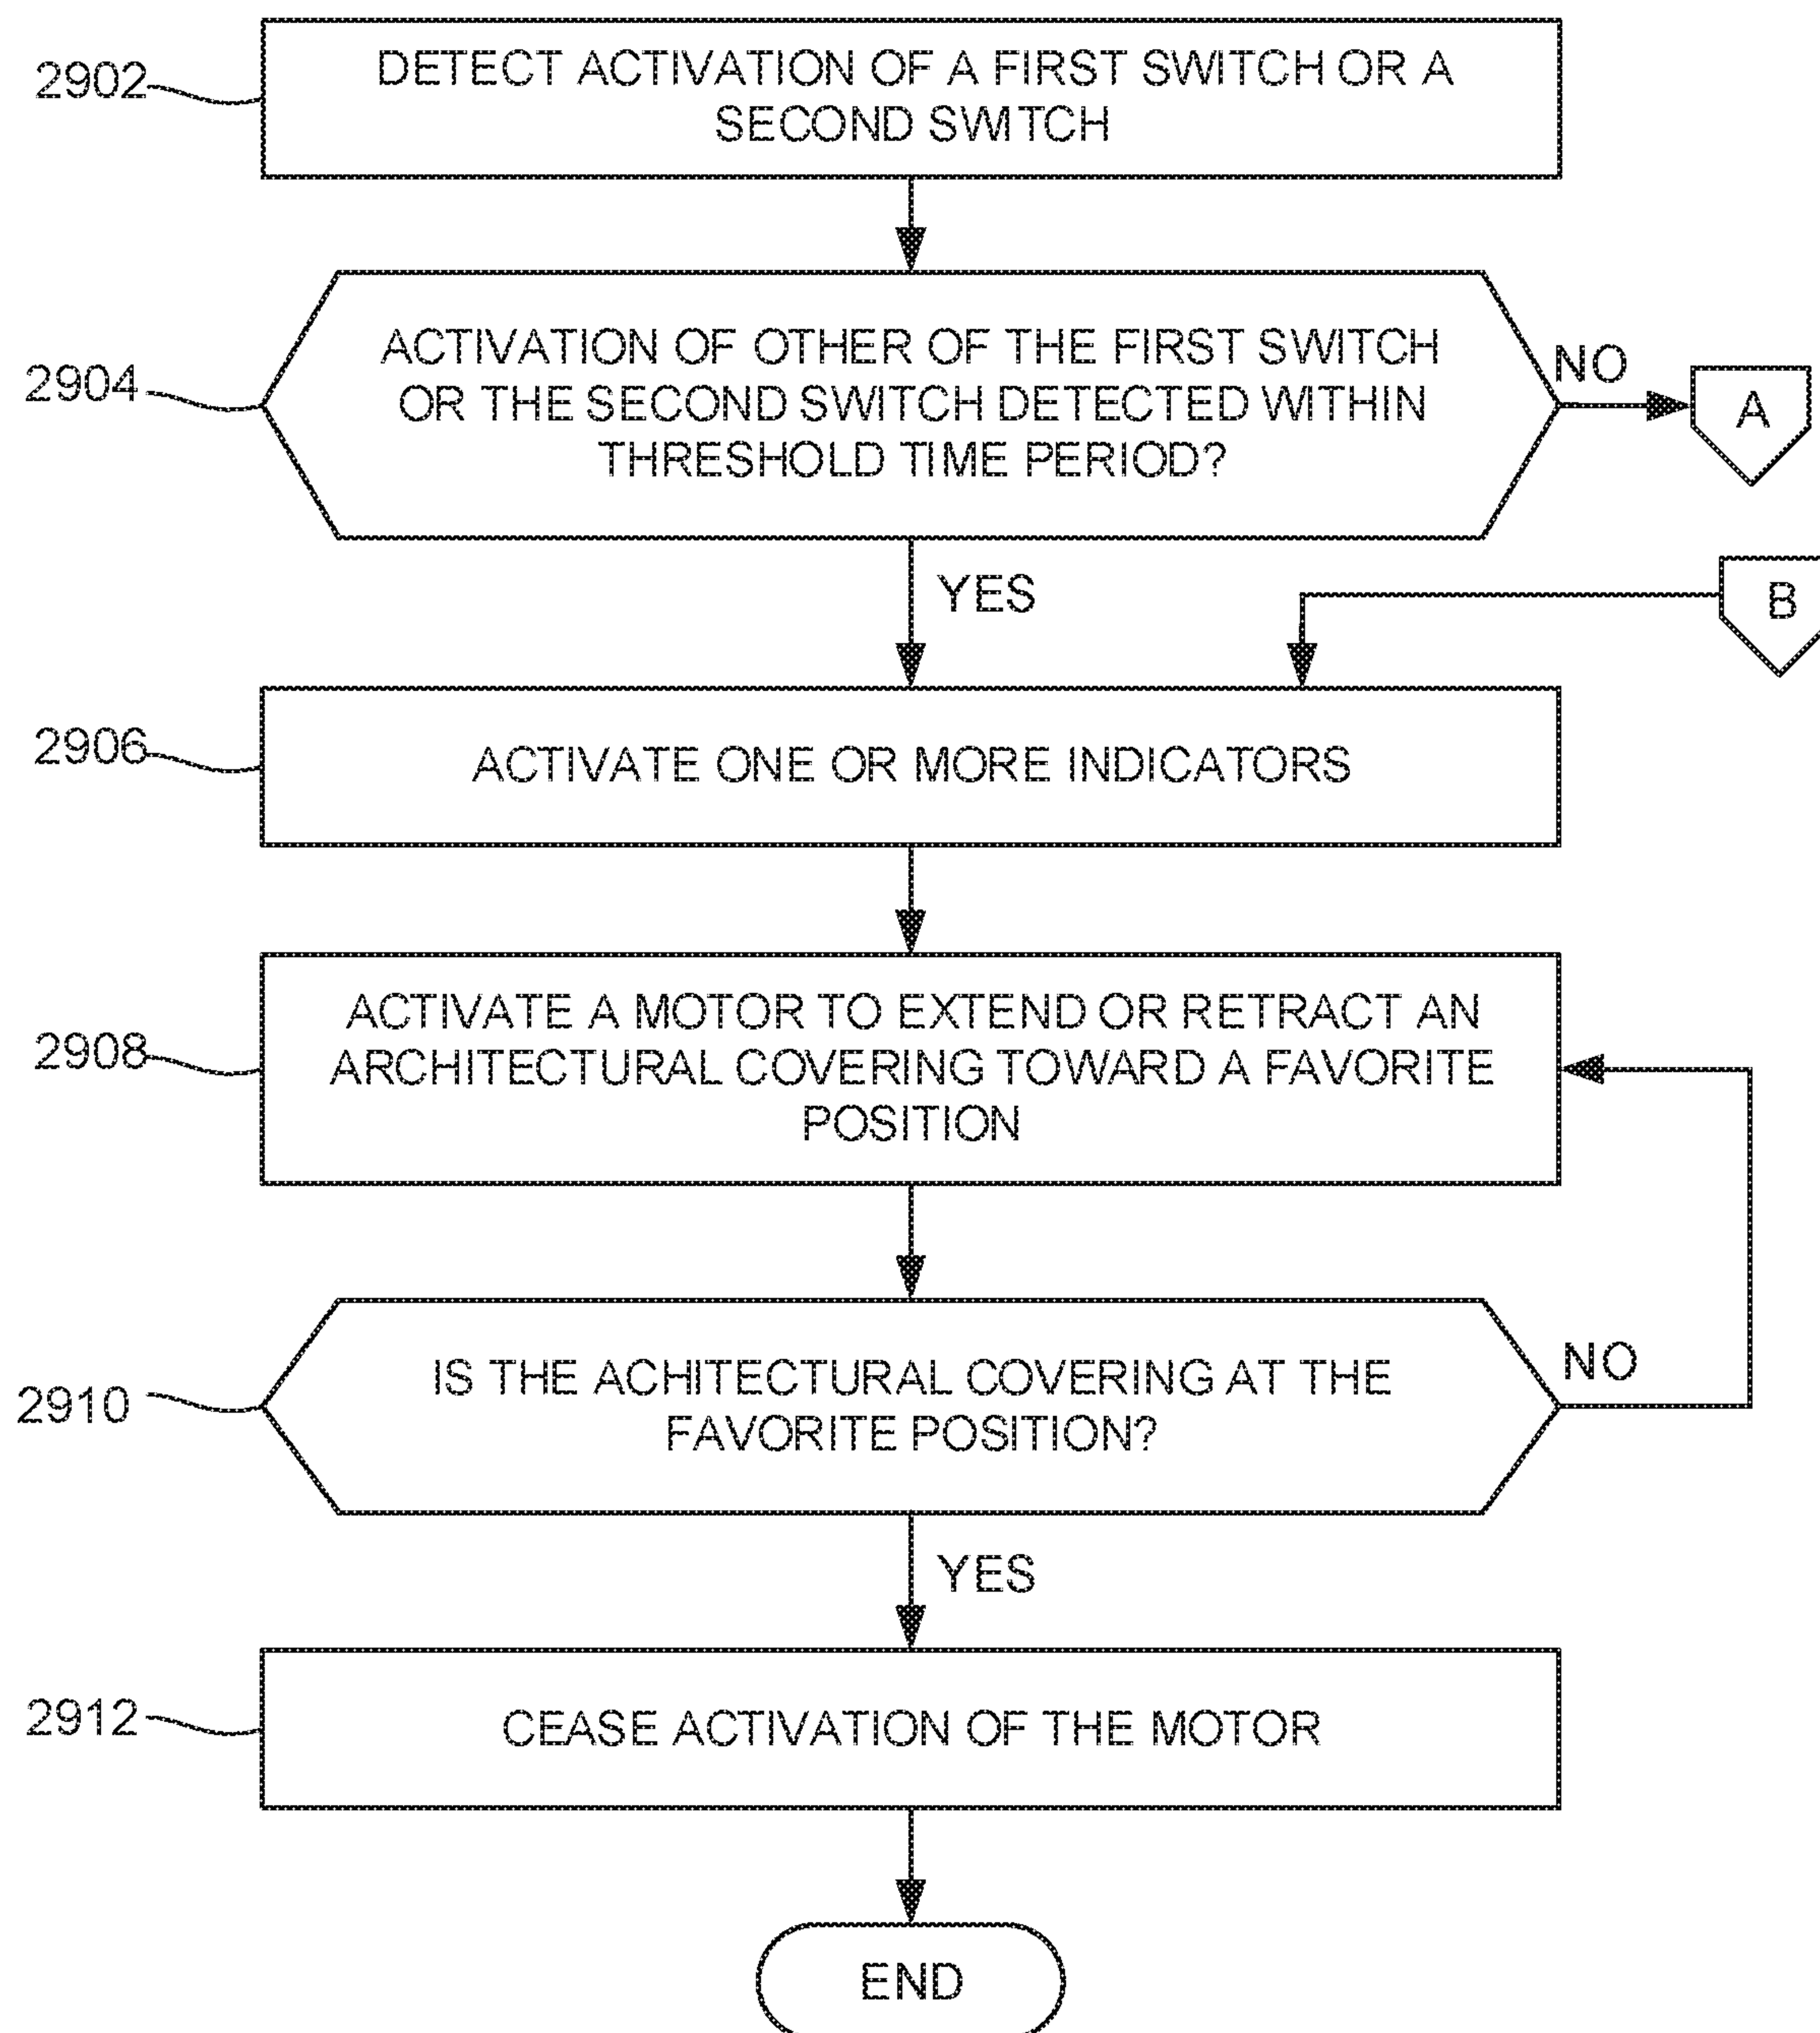 2902
DETECT ACTIVATION OF A FIRST SWITCH OR A
SECOND SWITCH
2904
ACTIVATION OF OTHER OF THE FIRST SWITCH
OR THE SECOND SWITCH DETECTED WITHIN
THRESHOLD TIME PERIOD?
NO
A
YES
B
2906
ACTIVATE ONE OR MORE INDICATORS
2908
ACTIVATE A MOTOR TO EXTEND OR RETRACT AN
ARCHITECTURAL COVERING TOWARD A FAVORITE
POSITION
2910
IS THE ACHITECTURAL COVERING AT THE
FAVORITE POSITION?
NO
YES
2912
CEASE ACTIVATION OF THE MOTOR
END